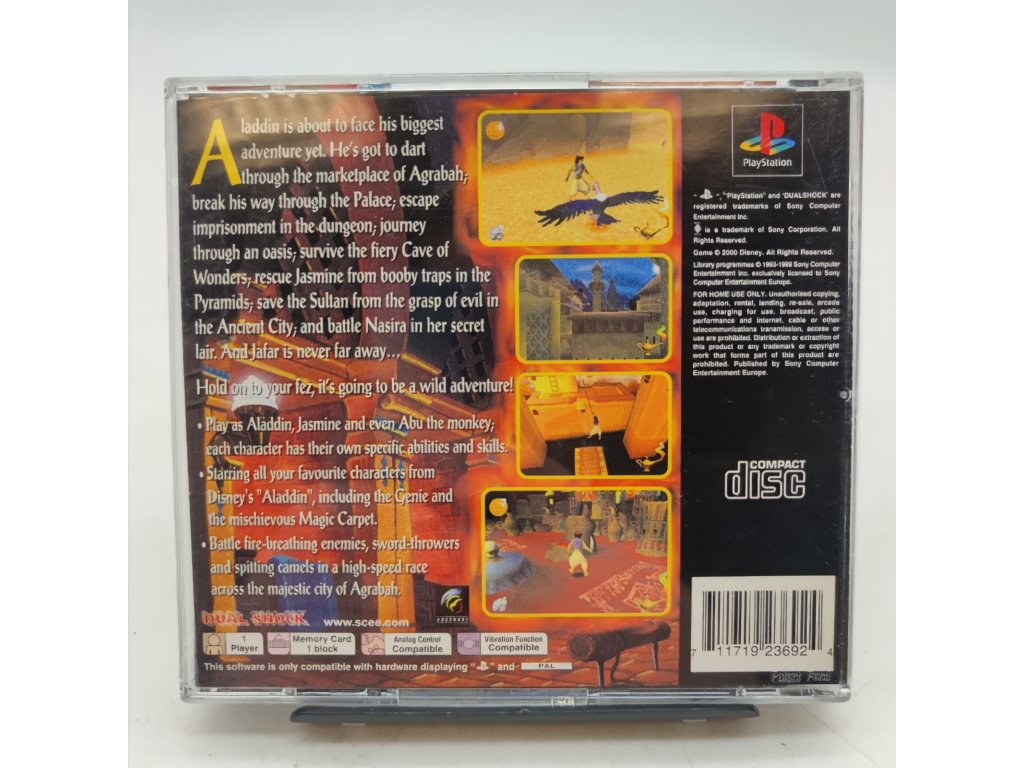 Aladdin is about to face his biggest
adventure yet. He's got to dart
through the marketplace of Agrabah;
break his way through the Palace; escape
imprisonment in the dungeon; journey
through an oasis; survive the fiery Cave of
Wonders; rescue Jasmine from booby traps in the
Pyramids; save the Sultan from the grasp of evil in
the Ancient City; and battle Nasira in her secret
lair. And Jafar is never far away...
Hold on to your fez, it's going to be a wild adventure!
• Play as Aladdin, Jasmine and even Abu the monkey;
each character has their own specific abilities and skills.
• Starring all your favourite characters from
Disney's "Aladdin", including the Genie and
the mischievous Magic Carpet.
• Battle fire-breathing enemies, sword-throwers
and spitting camels in a high-speed race
across the majestic city of Agrabah.
DUAL SHOCK
www.scee.com
ARGONAUT
1
Player
Memory Card
1 block
Analog Control
Compatible
Vibration Function
Compatible
This software is only compatible with hardware displaying " " and PAL
PlayStation
" ", "PlayStation" and "DUALSHOCK" are
registered trademarks of Sony Computer
Entertainment Inc.
is a trademark of Sony Corporation. All
Rights Reserved.
Game © 2000 Disney. All Rights Reserved.
Library programmes © 1993-1999 Sony Computer
Entertainment Inc. exclusively licensed to Sony
Computer Entertainment Europe.
FOR HOME USE ONLY. Unauthorised copying,
adaptation, rental, lending, re-sale, arcade
use, charging for use, broadcast, public
performance and internet, cable or other
telecommunications transmission, access or
use are prohibited. Distribution or extraction of
this product or any trademark or copyright
work that forms part of this product are
prohibited. Published by Sony Computer
Entertainment Europe.
COMPACT
disc
7 11719 23692 4